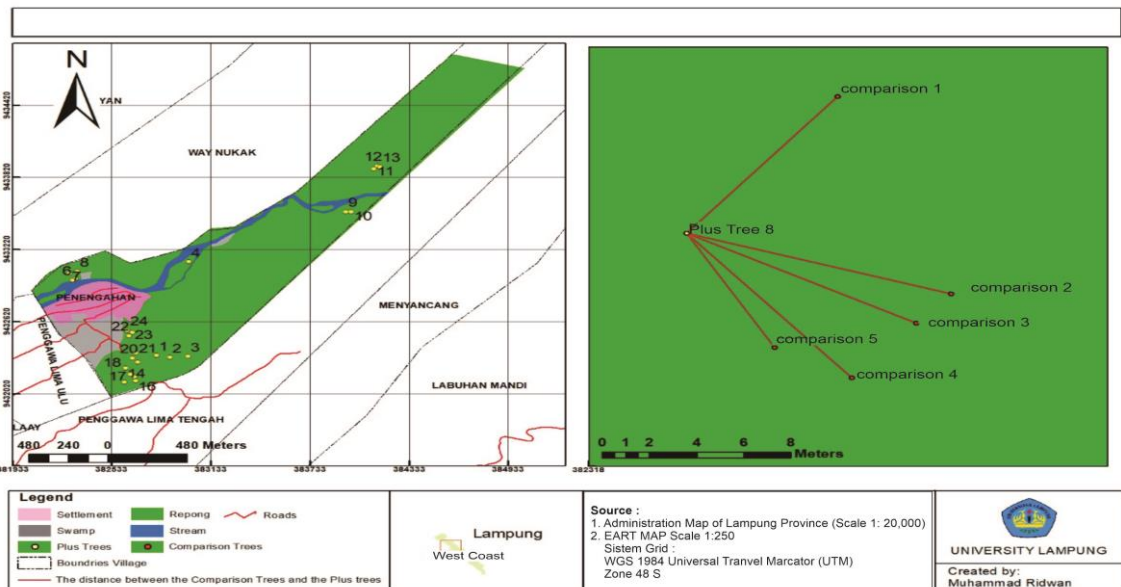 N
YAN
WAY NUKAK
12 13
11
9
10
4
6 8
7
PENENGAHAN
MENYANCANG
24
22 23
20 21 1 2 3
18
17 14
16
PENGGAWA LIMA ULU
LABUHAN MANDI
PENGGAWA LIMA TENGAH
LAAY
480 240 0 480 Meters
9434420
9433820
9433220
9432620
9432020
381933 382533 383133 383733 384333 384933
comparison 1
Plus Tree 8
comparison 2
comparison 3
comparison 5
comparison 4
0 1 2 4 6 8
Meters
382318
Legend
Settlement Repong Roads
Swamp Stream
Plus Trees Comparison Trees
Boundries Village
The distance between the Comparison Trees and the Plus trees
Lampung
West Coast
Source :
1. Administration Map of Lampung Province (Scale 1: 20,000)
2. EART MAP Scale 1:250
Sistem Grid :
WGS 1984 Universal Tranvel Marcator (UTM)
Zone 48 S
UNIVERSITY LAMPUNG
Created by:
Muhammad Ridwan